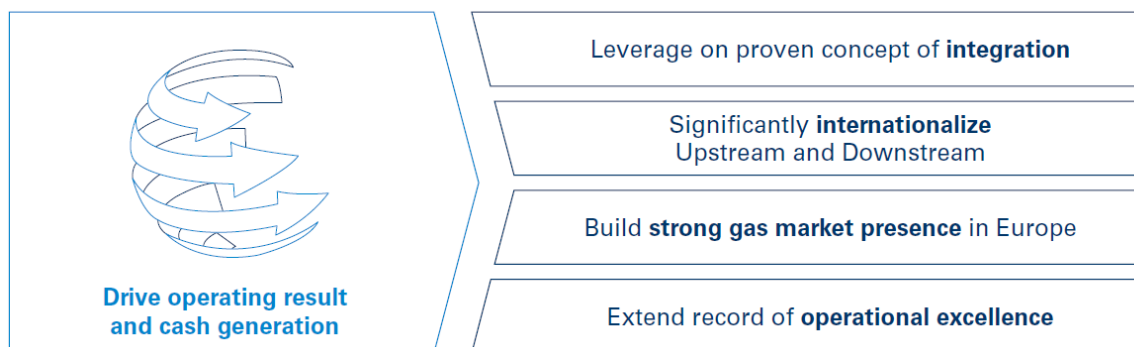 Drive operating result
and cash generation
Leverage on proven concept of integration
Significantly internationalize
Upstream and Downstream
Build strong gas market presence in Europe
Extend record of operational excellence